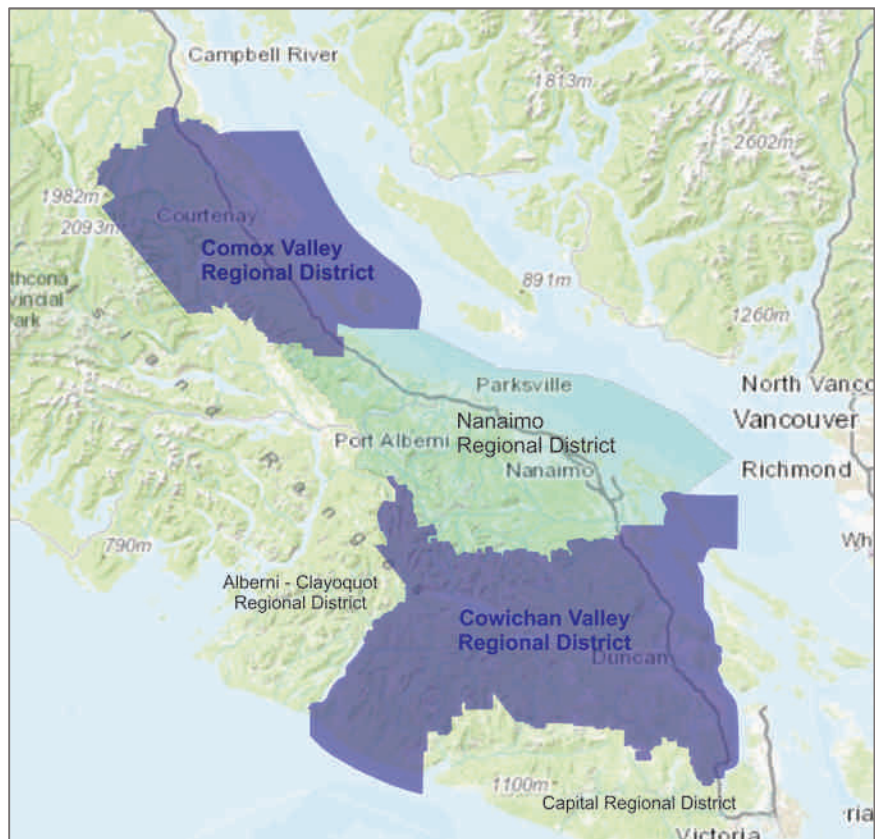 Campbell River
1813m
2602m
1982m
2093m
Courtenay
Comox Valley
Regional District
891m
1260m
Parksville
North Vanco
Vancouver
Nanaimo
Regional District
Port Alberni
Nanaimo
Richmond
790m
Wh
Alberni - Clayoquot
Regional District
Cowichan Valley
Regional District
Duncan
1100m
Capital Regional District
Victoria